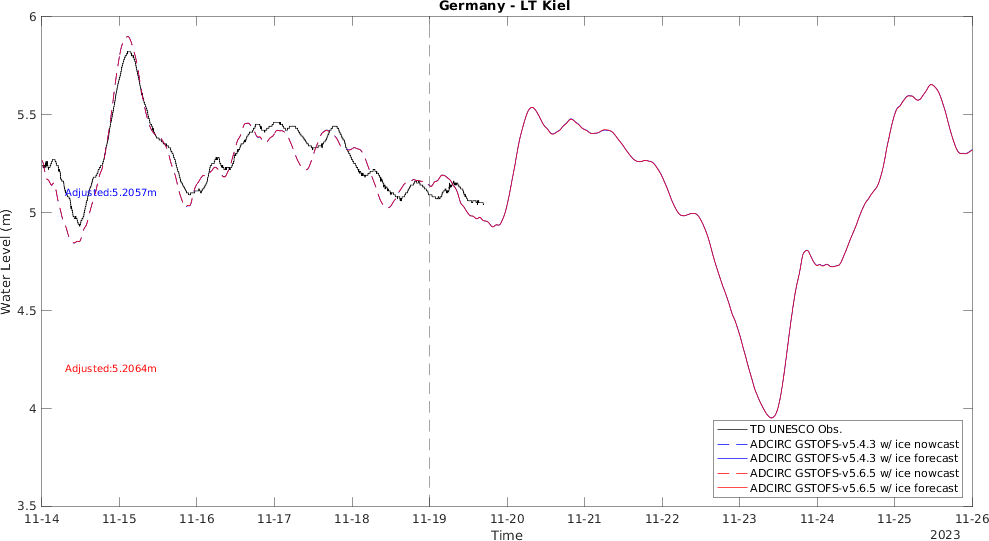 Germany - LT Kiel
6
5.5
5
4.5
4
3.5
Water Level (m)
Adjusted:5.2057m
Adjusted:5.2064m
TD UNESCO Obs.
ADCIRC GSTOFS-v5.4.3 w/ ice nowcast
ADCIRC GSTOFS-v5.4.3 w/ ice forecast
ADCIRC GSTOFS-v5.6.5 w/ ice nowcast
ADCIRC GSTOFS-v5.6.5 w/ ice forecast
11-14 11-15 11-16 11-17 11-18 11-19 11-20 11-21 11-22 11-23 11-24 11-25 11-26
Time
2023